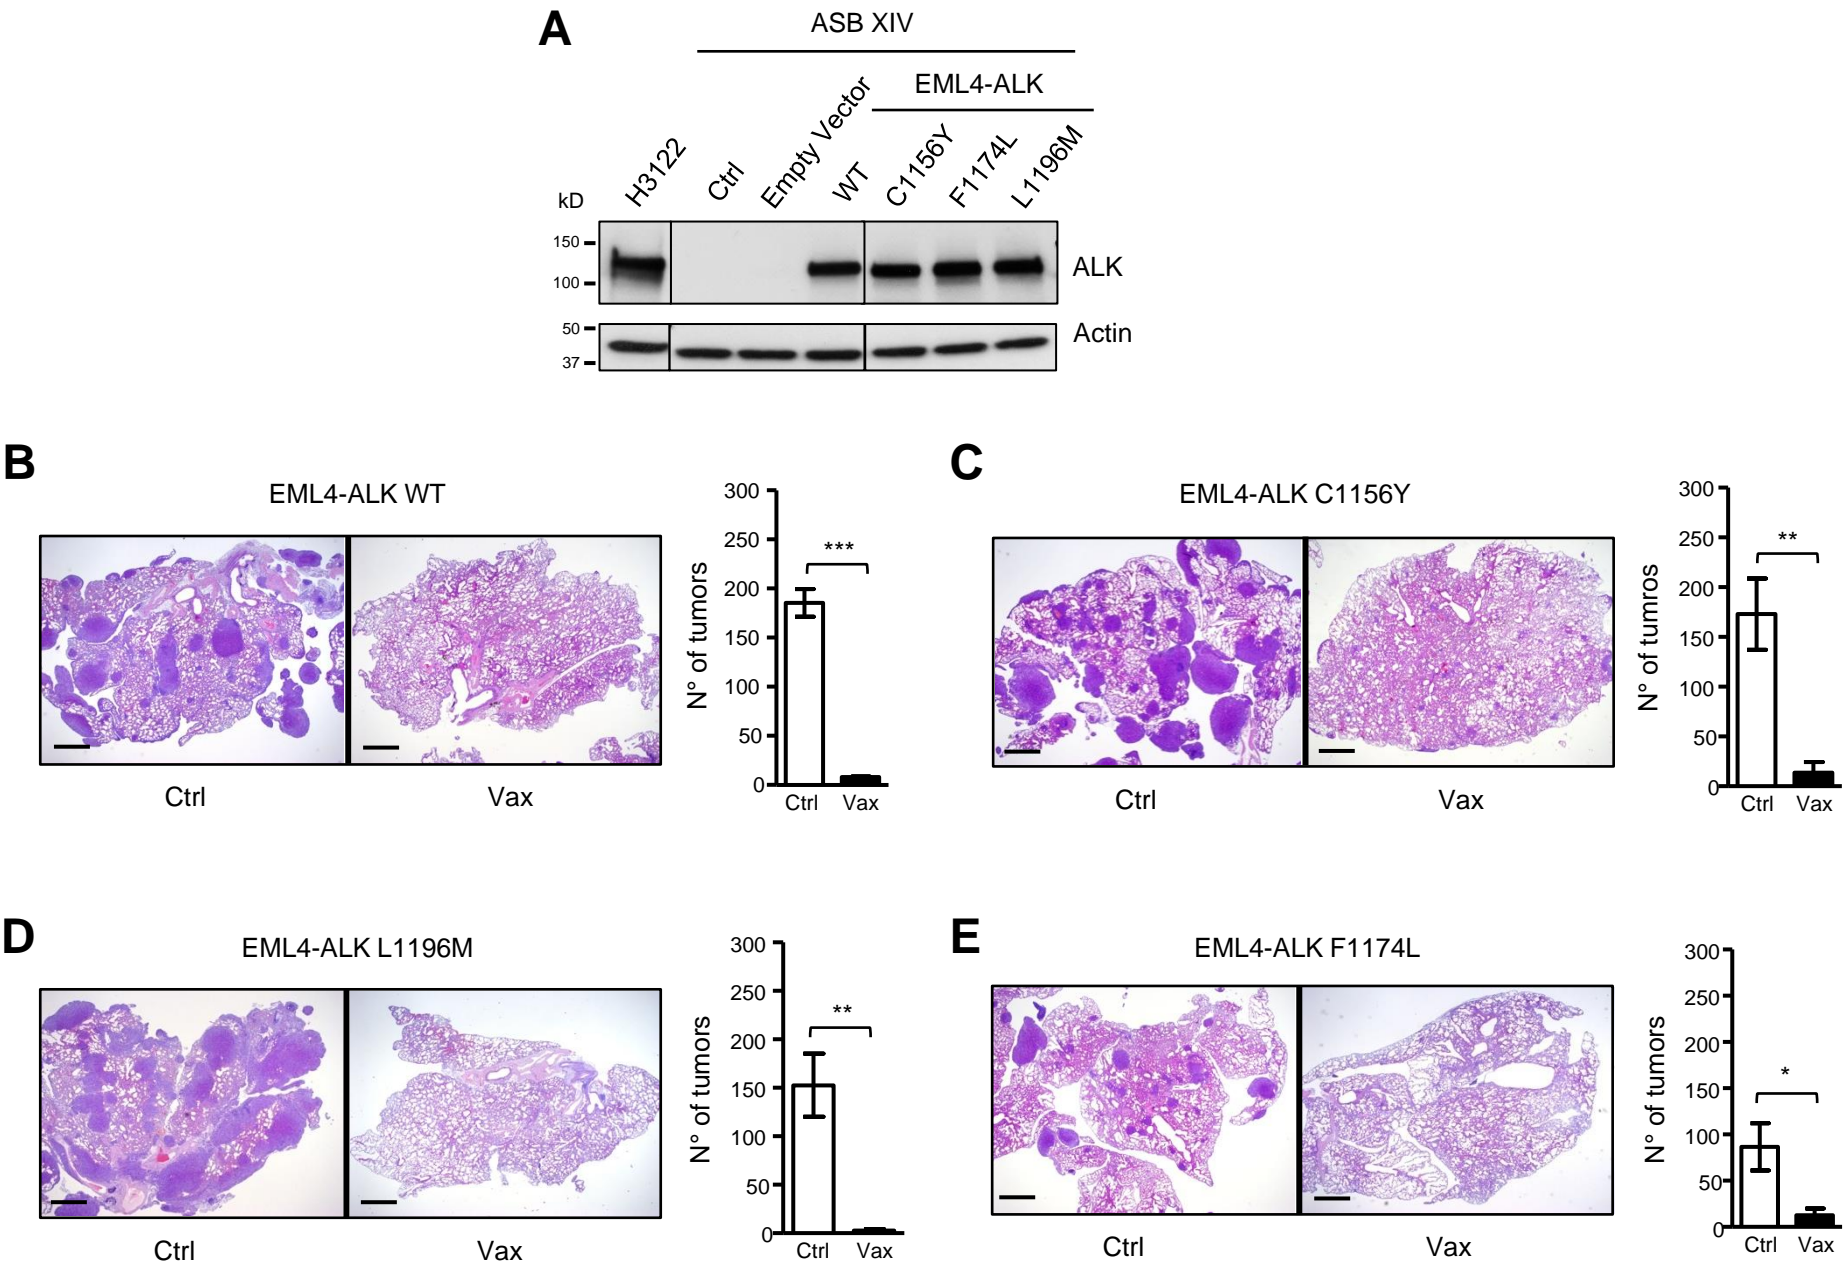 A
ASB XIV
EML4-ALK
H3122
Ctrl
Empty Vector
WT
C1156Y
F1174L
L1196M
kD
150
100
ALK
50
37
Actin
B
EML4-ALK WT
Ctrl
Vax
N° of tumors
300
250
200
150
100
50
0
***
Ctrl
Vax
C
EML4-ALK C1156Y
Ctrl
Vax
N° of tumros
300
250
200
150
100
50
0
**
Ctrl
Vax
D
EML4-ALK L1196M
Ctrl
Vax
N° of tumors
300
250
200
150
100
50
0
**
Ctrl
Vax
E
EML4-ALK F1174L
Ctrl
Vax
N° of tumors
300
250
200
150
100
50
0
*
Ctrl
Vax